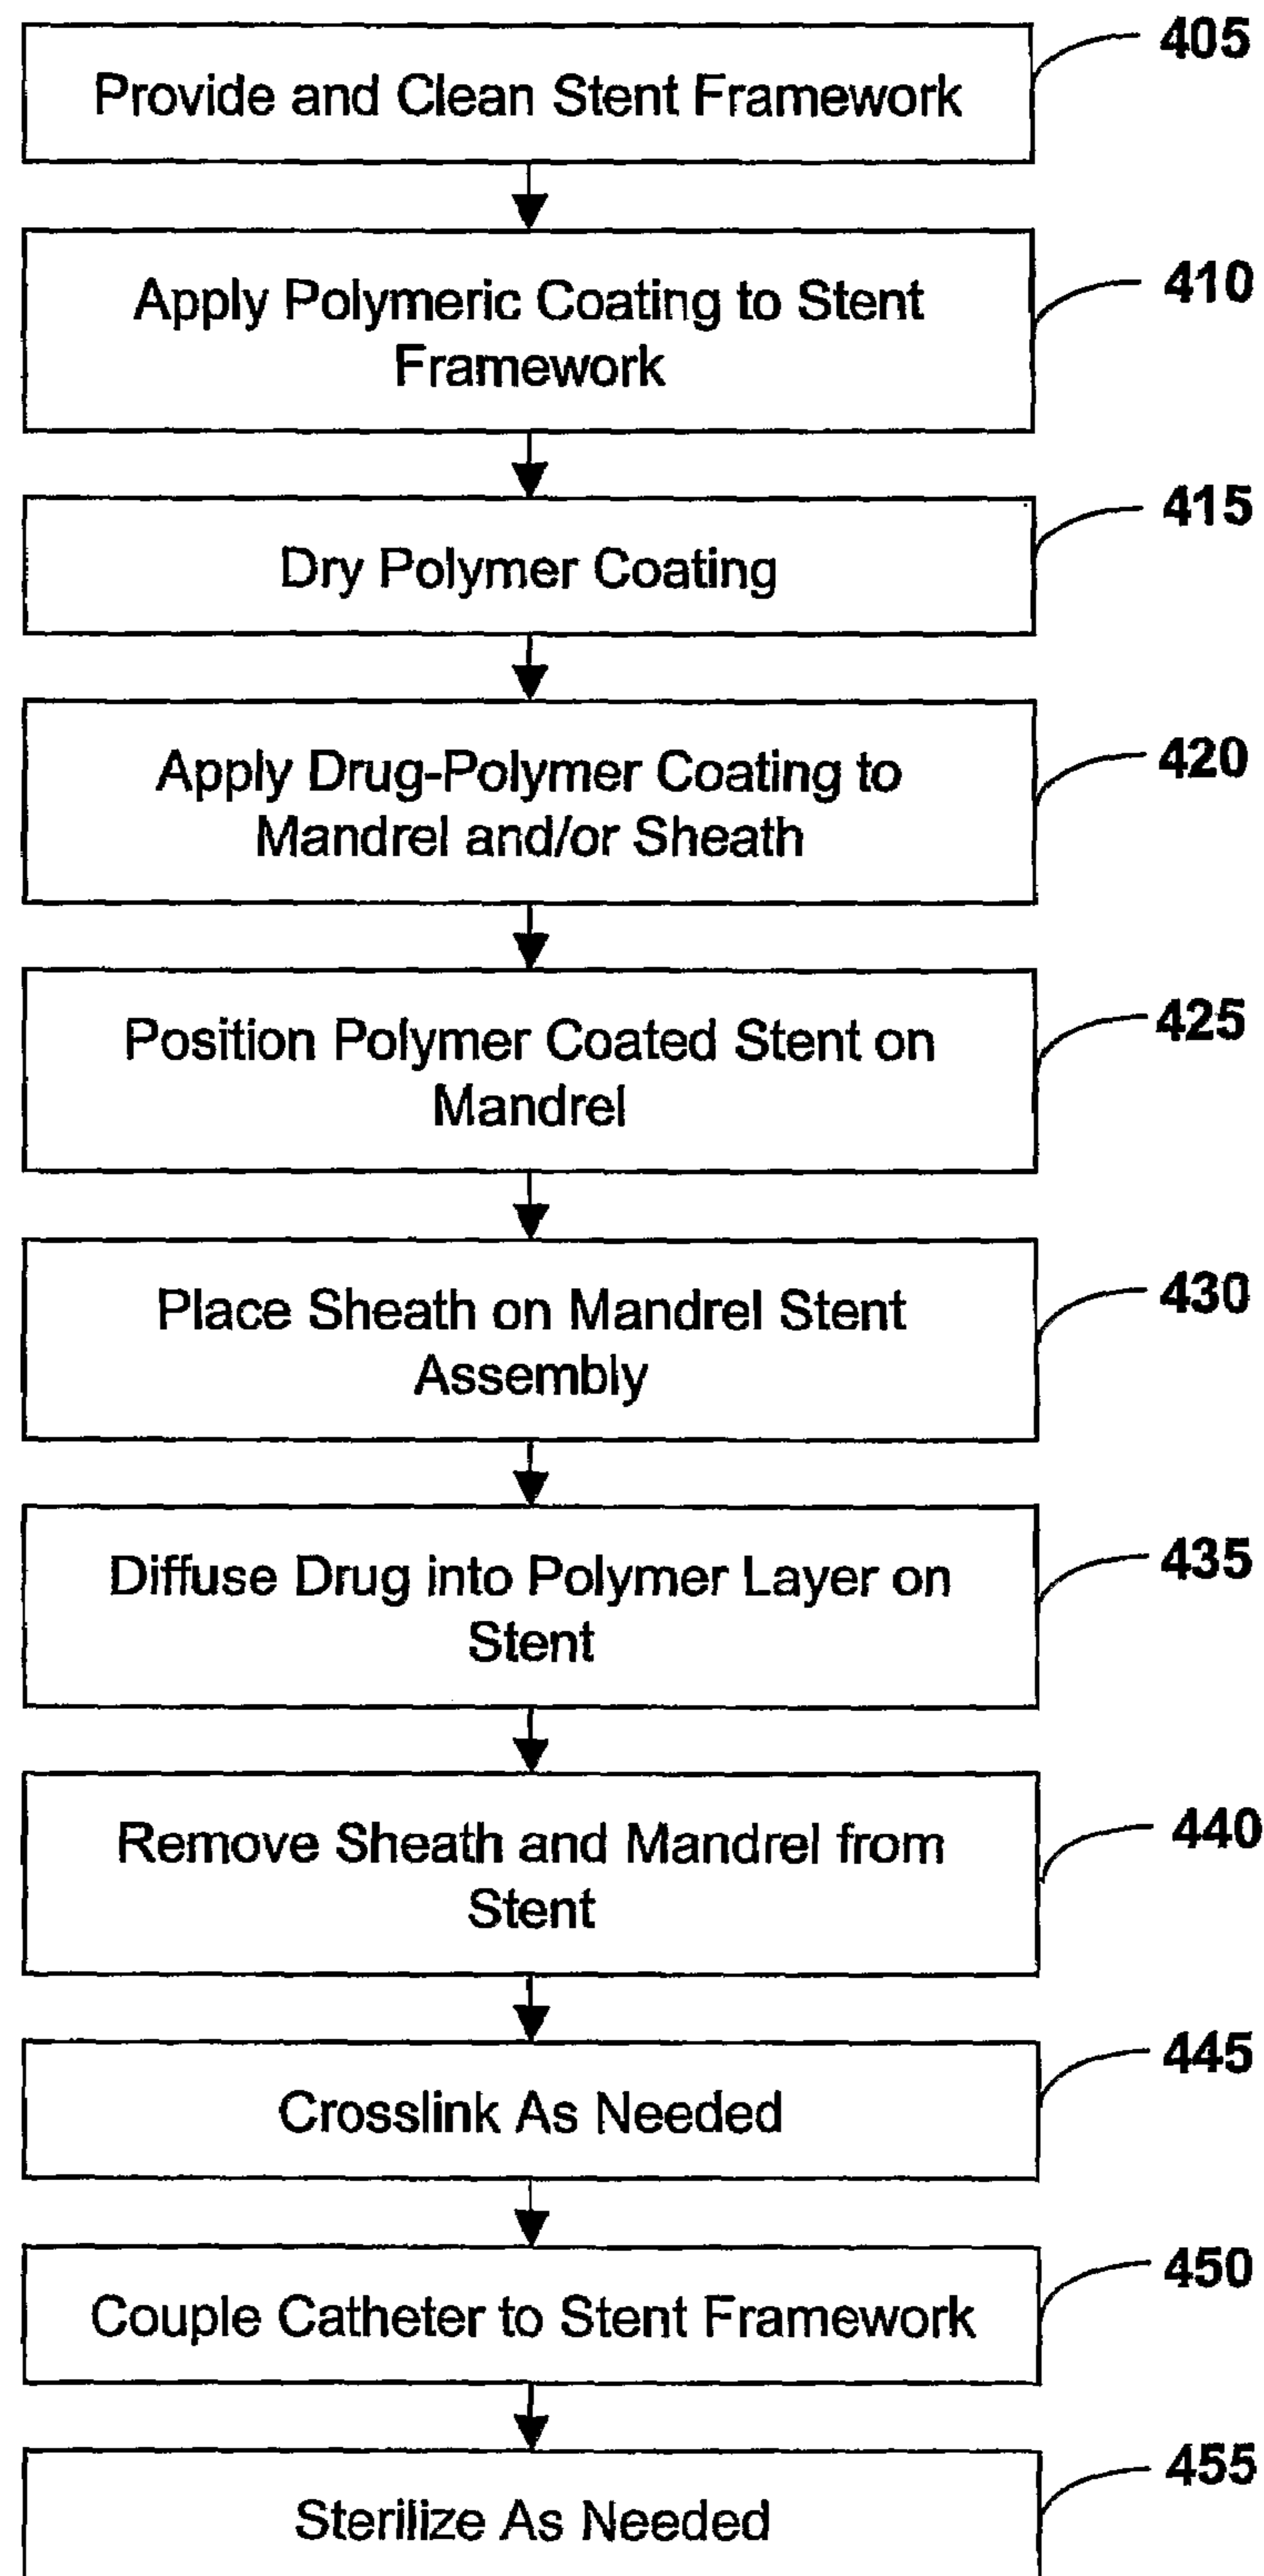 405
Provide and Clean Stent Framework
410
Apply Polymeric Coating to Stent
Framework
415
Dry Polymer Coating
420
Apply Drug-Polymer Coating to
Mandrel and/or Sheath
425
Position Polymer Coated Stent on
Mandrel
430
Place Sheath on Mandrel Stent
Assembly
435
Diffuse Drug into Polymer Layer on
Stent
440
Remove Sheath and Mandrel from
Stent
445
Crosslink As Needed
450
Couple Catheter to Stent Framework
455
Sterilize As Needed